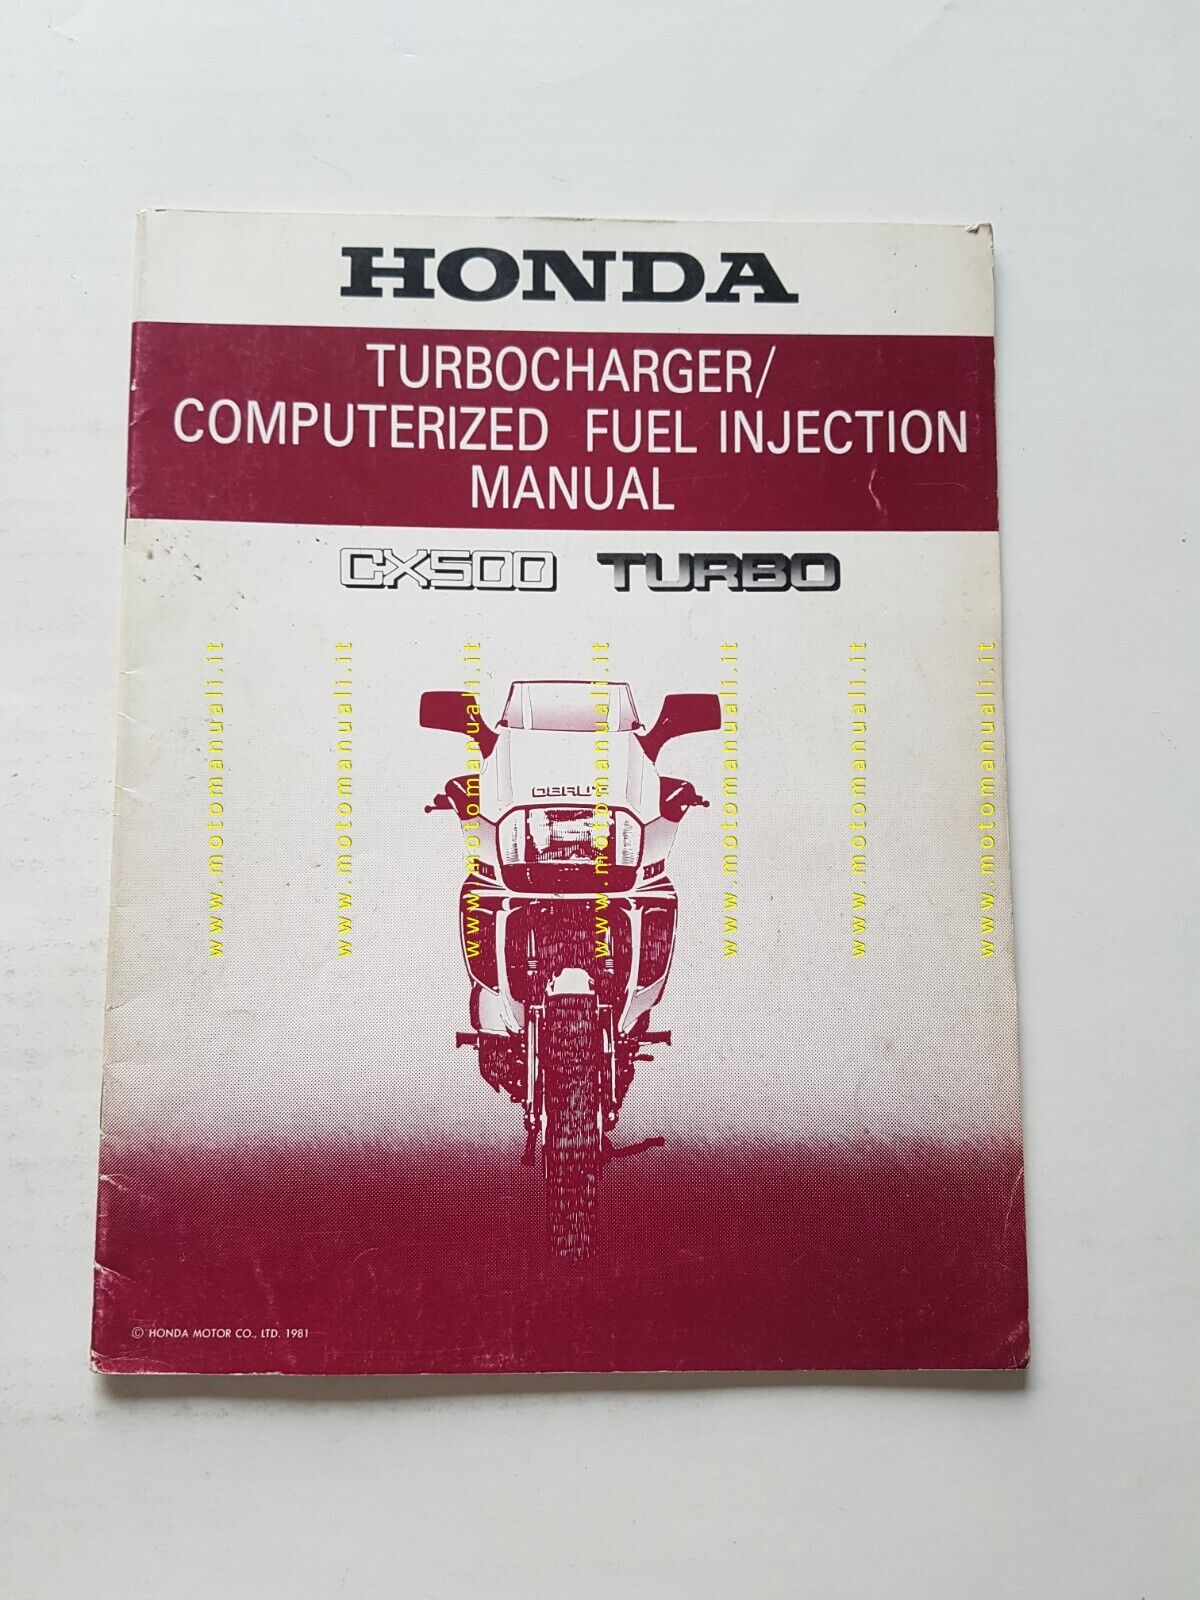 HONDA
TURBOCHARGER/
COMPUTERIZED FUEL INJECTION
MANUAL
CX500 TURBO
www.motomanuali.it
www.motomanuali.it
www.motomanuali.it
www.motomanuali.it
www.motomanuali.it
www.motomanuali.it
www.motomanuali.it
OBRUT
© HONDA MOTOR CO., LTD. 1981